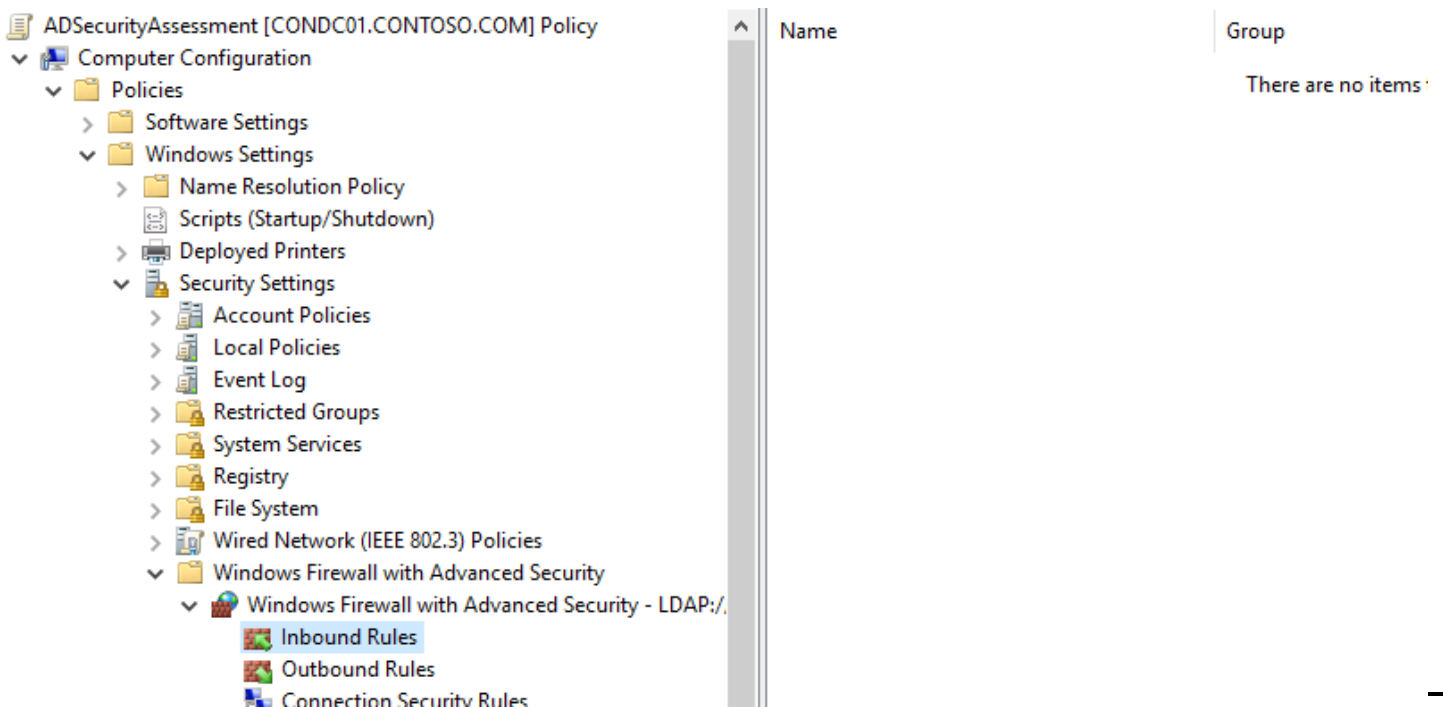 ADSecurityAssessment [CONDC01.CONTOSO.COM] Policy
Computer Configuration
Policies
Software Settings
Windows Settings
Name Resolution Policy
Scripts (Startup/Shutdown)
Deployed Printers
Security Settings
Account Policies
Local Policies
Event Log
Restricted Groups
System Services
Registry
File System
Wired Network (IEEE 802.3) Policies
Windows Firewall with Advanced Security
Windows Firewall with Advanced Security - LDAP:/
Inbound Rules
Outbound Rules
Connection Security Rules
Name
Group
There are no items